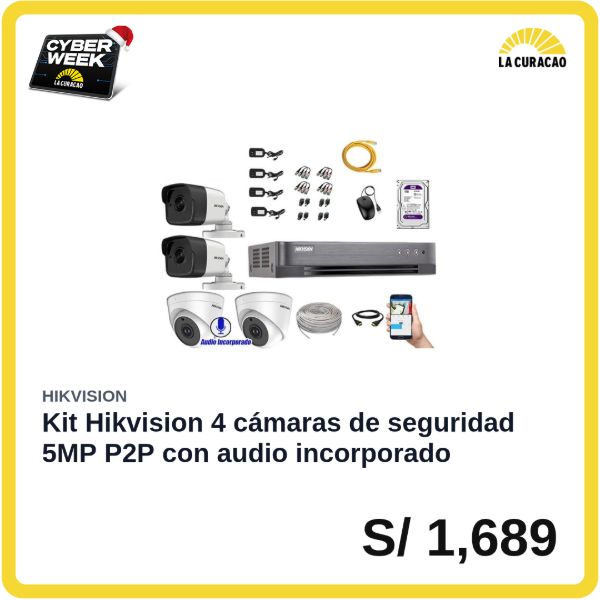 CYBER
WEEK
LA CURACAO
LA CURACAO
HIKVISION
Audio incorporado
HIKVISION
Kit Hikvision 4 cámaras de seguridad
5MP P2P con audio incorporado
S/ 1,689